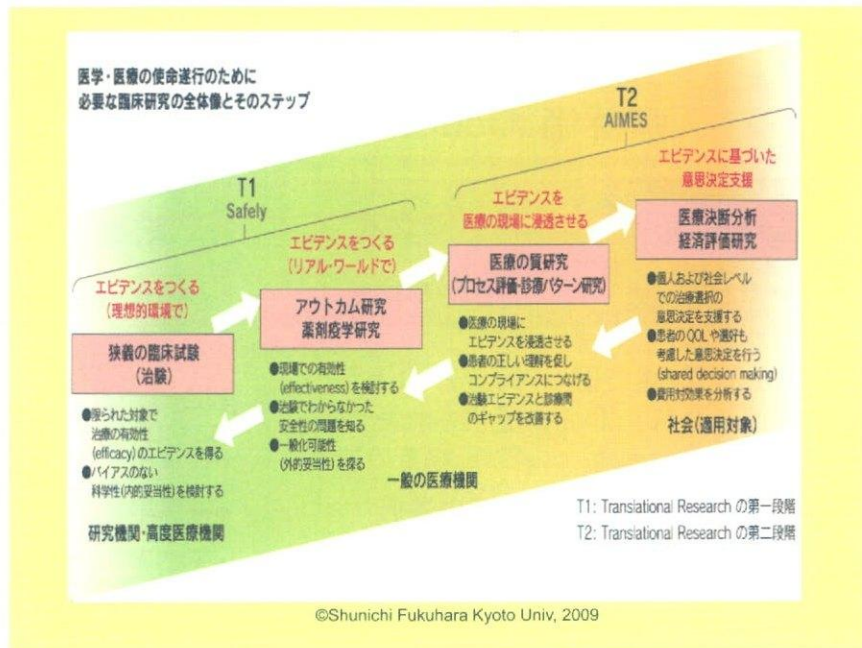 医学・医療の使命遂行のために
必要な臨床研究の全体像とそのステップ
T1
Safely
T2
AIMES
エビデンスをつくる
(理想的環境で)
狭義の臨床試験
(治験)
●限られた対象で
治療の有効性
(efficacy)のエビデンスを得る
●バイアスのない
科学性(内的妥当性)を検討する
研究機関・高度医療機関
エビデンスをつくる
(リアル・ワールドで)
アウトカム研究
薬剤疫学研究
●現場での有効性
(effectiveness)を検討する
●治験でわからなかった
安全性の問題を知る
●一般化可能性
(外的妥当性)を探る
エビデンスを
医療の現場に浸透させる
医療の質研究
(プロセス評価・診療パターン研究)
●医療の現場に
エビデンスを浸透させる
●患者の正しい理解を促し
コンプライアンスにつなげる
●治験エビデンスと診療間
のギャップを改善する
一般の医療機関
エビデンスに基づいた
意思決定支援
医療決断分析
経済評価研究
●個人および社会レベル
での治療選択の
意思決定を支援する
●患者のQOLや選好も
考慮した意思決定を行う
(shared decision making)
●費用対効果を分析する
社会(適用対象)
T1: Translational Research の第一段階
T2: Translational Research の第二段階
©Shunichi Fukuhara Kyoto Univ, 2009